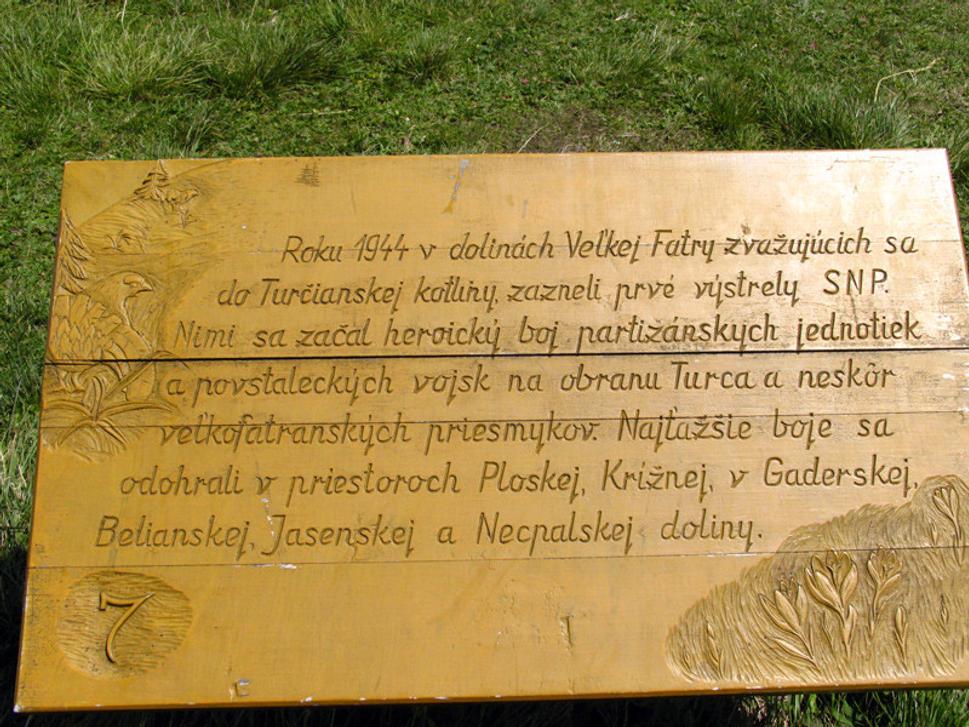 Roku 1944 v dolinách Veľkej Fatry zvažujúcich sa
do Turčianskej kotliny, zazneli prvé výstrely SNP.
Nimi sa začal heroický boj partizánskych jednotiek
a povstaleckých vojsk na obranu Turca a neskôr
veľkofatranských priesmykov. Najťažšie boje sa
odohrali v priestoroch Ploskej, Krížnej, v Gaderskej,
Belianskej, Jasenskej a Necpalskej doliny.
7